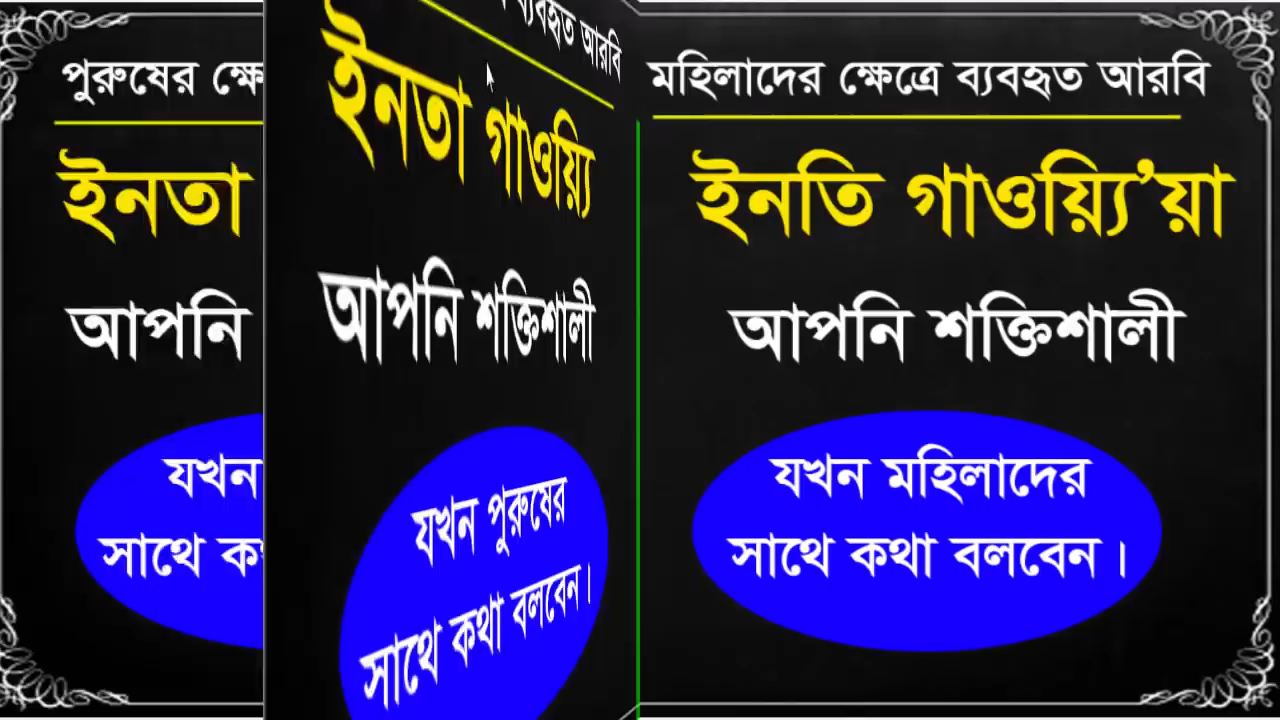 পুরুষের ক্ষে
ইনতা
আপনি
যখন
সাথে ক
ব্যবহৃত আরবি
ইনতা গাওয়্যি
আপনি শক্তিশালী
যখন পুরুষের
সাথে কথা বলবেন।
মহিলাদের ক্ষেত্রে ব্যবহৃত আরবি
ইনতি গাওয়্যি’য়া
আপনি শক্তিশালী
যখন মহিলাদের
সাথে কথা বলবেন।